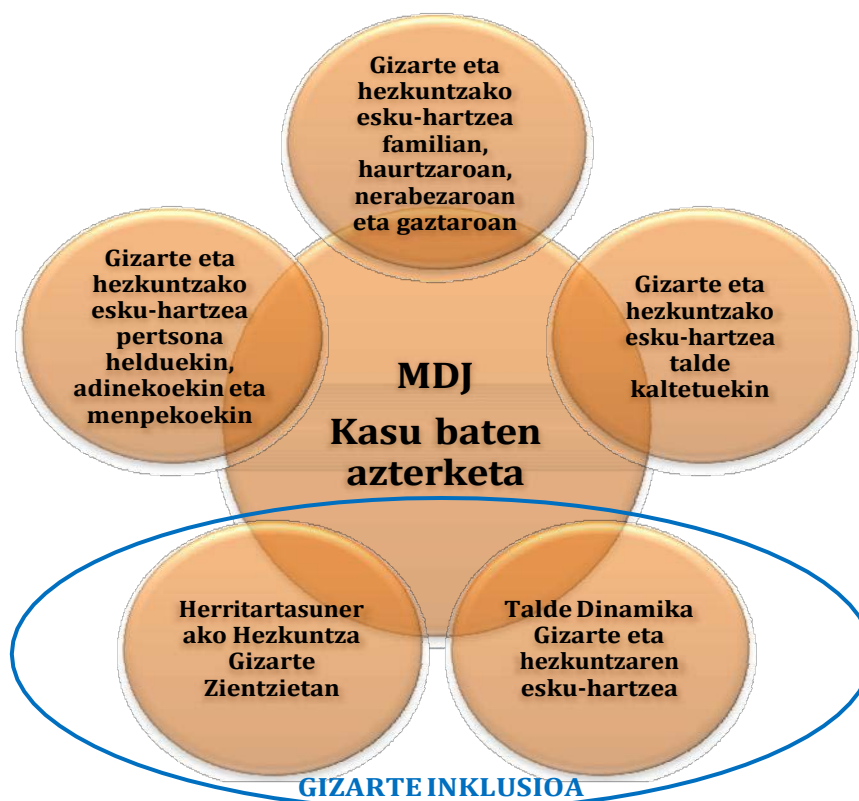 Gizarte eta
hezkuntzako
esku-hartzea
familian,
haurtzaroan,
nerabezaroan
eta gaztaroan
Gizarte eta
hezkuntzako
esku-hartzea
pertsona
helduekin,
adinekoekin eta
menpekoekin
Gizarte eta
hezkuntzako
esku-hartzea
talde
kaltetuekin
MDJ
Kasu baten
azterketa
Herritartasuner
ako Hezkuntza
Gizarte
Zientzietan
Talde Dinamika
Gizarte eta
hezkuntzaren
esku-hartzea
GIZARTE INKLUSIOA